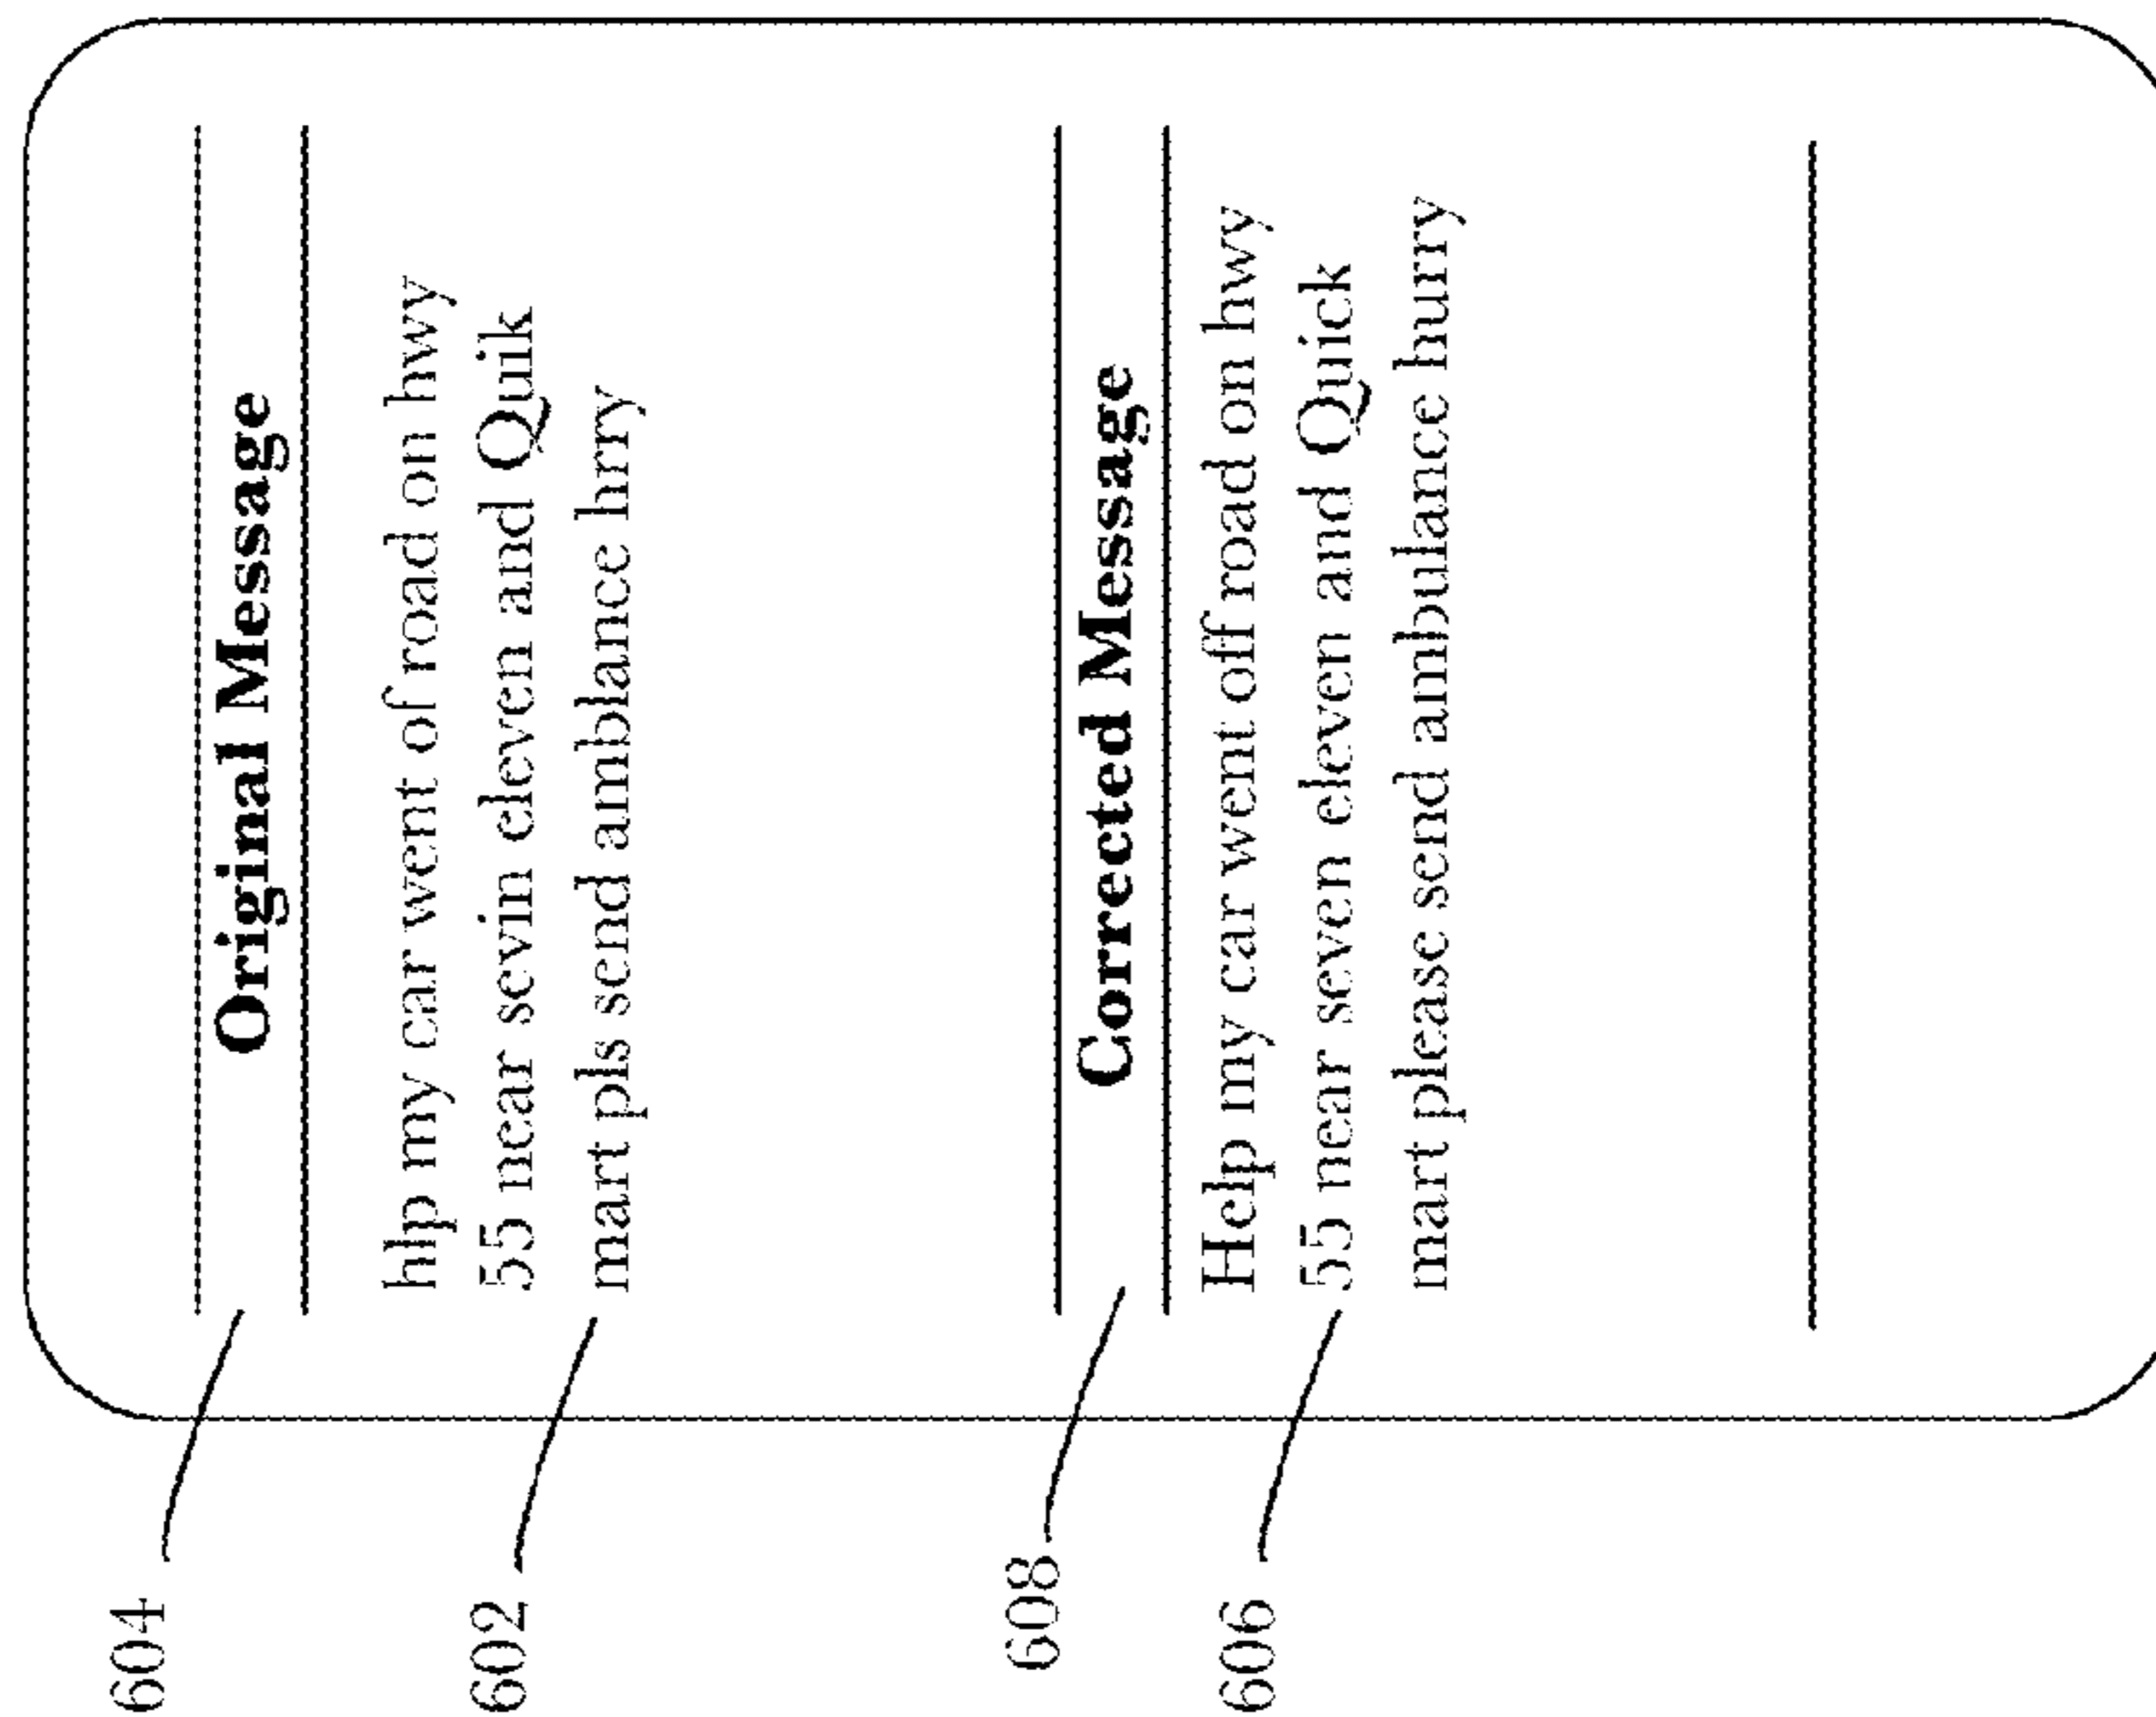 604
Original Message
hlp my car went of road on hwy
55 near sevin eleven and Quik
602
mart pls send amblance hrry
608
Corrected Message
Help my car went off road on hwy
606
55 near seven eleven and Quick
mart please send ambulance hurry